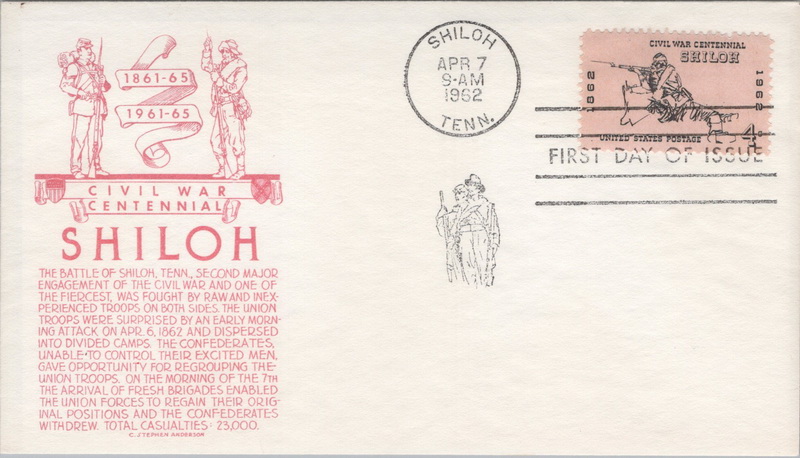 1861-65
1961-65
CIVIL WAR
CENTENNIAL
SHILOH
THE BATTLE OF SHILOH, TENN., SECOND MAJOR
ENGAGEMENT OF THE CIVIL WAR AND ONE OF
THE FIERCEST, WAS FOUGHT BY RAW AND INEX-
PERIENCED TROOPS ON BOTH SIDES. THE UNION
TROOPS WERE SURPRISED BY AN EARLY MORN-
ING ATTACK ON APR. 6, 1862 AND DISPERSED
INTO DIVIDED CAMPS. THE CONFEDERATES,
UNABLE TO CONTROL THEIR EXCITED MEN,
GAVE OPPORTUNITY FOR REGROUPING THE
UNION TROOPS. ON THE MORNING OF THE 7TH
THE ARRIVAL OF FRESH BRIGADES ENABLED
THE UNION FORCES TO REGAIN THEIR ORIG-
INAL POSITIONS AND THE CONFEDERATES
WITHDREW. TOTAL CASUALTIES: 23,000.
C. STEPHEN ANDERSON
SHILOH
APR 7
9-AM
1962
TENN.
CIVIL WAR CENTENNIAL
SHILOH
1862
1962
UNITED STATES POSTAGE
4¢
FIRST DAY OF ISSUE